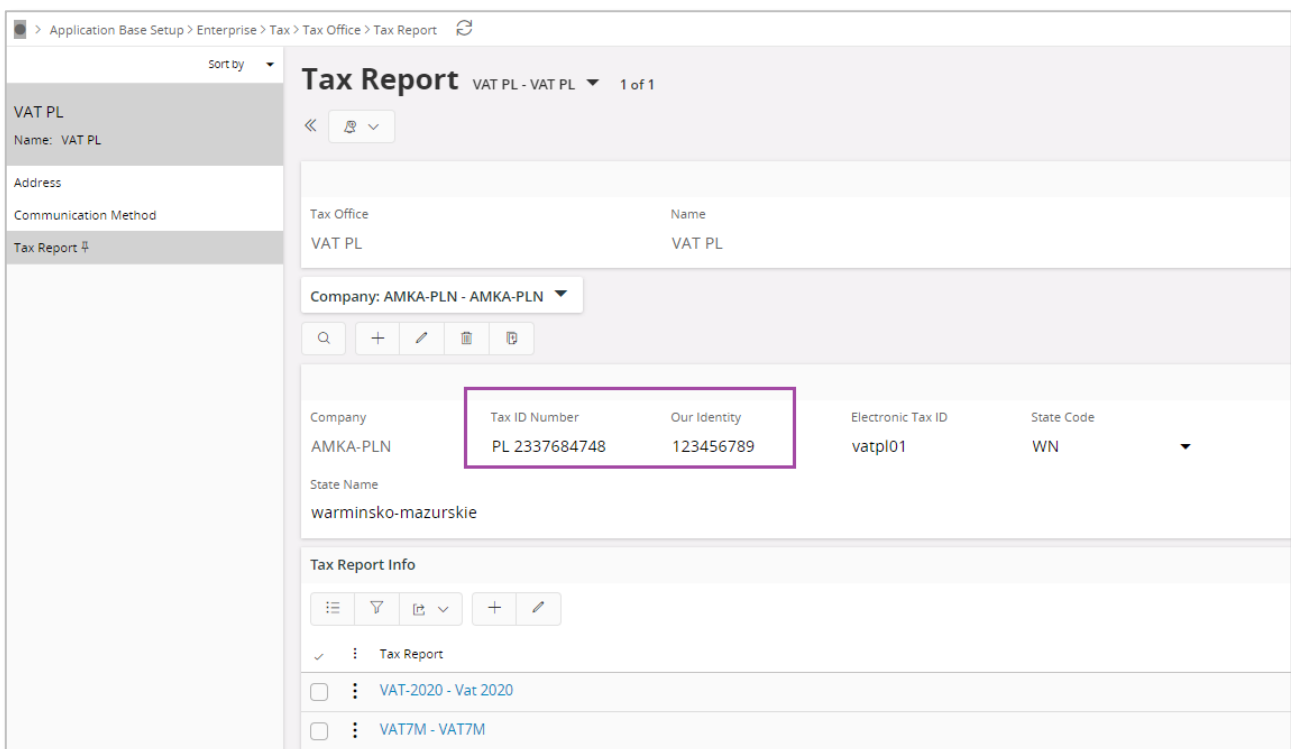 Application Base Setup > Enterprise > Tax > Tax Office > Tax Report
Sort by
VAT PL
Name: VAT PL
Address
Communication Method
Tax Report
Tax Report VAT PL - VAT PL 1 of 1
Tax Office Name
VAT PL VAT PL
Company: AMKA-PLN - AMKA-PLN
Company Tax ID Number Our Identity Electronic Tax ID State Code
AMKA-PLN PL 2337684748 123456789 vatpl01 WN
State Name
warminsko-mazurskie
Tax Report Info
Tax Report
VAT-2020 - Vat 2020
VAT7M - VAT7M